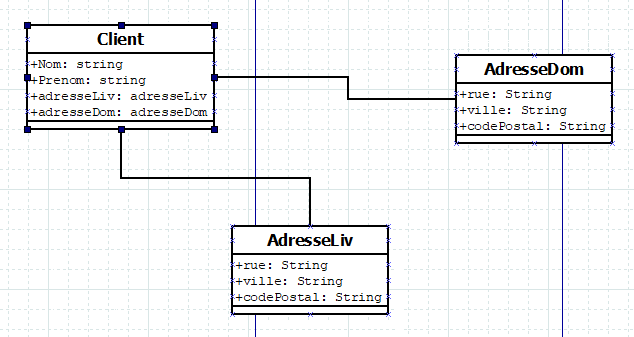 Client
+Nom: string
+Prenom: string
+adresseLiv: adresseLiv
+adresseDom: adresseDom
AdresseDom
+rue: String
+ville: String
+codePostal: String
AdresseLiv
+rue: String
+ville: String
+codePostal: String